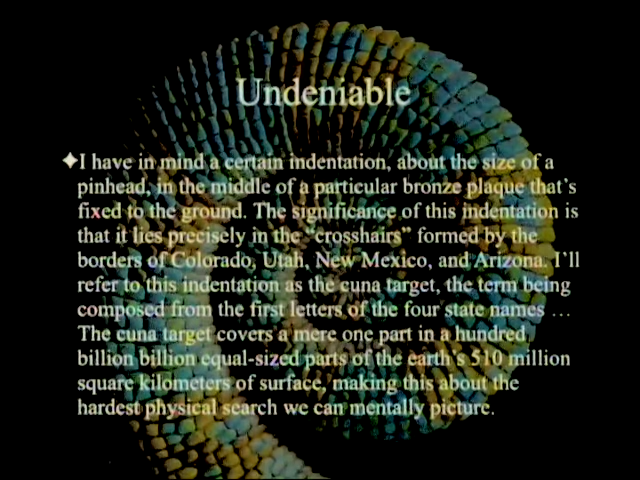 Undeniable
✦I have in mind a certain indentation, about the size of a
pinhead, in the middle of a particular bronze plaque that’s
fixed to the ground. The significance of this indentation is
that it lies precisely in the “crosshairs” formed by the
borders of Colorado, Utah, New Mexico, and Arizona. I’ll
refer to this indentation as the cuna target, the term being
composed from the first letters of the four state names …
The cuna target covers a mere one part in a hundred
billion billion equal-sized parts of the earth’s 510 million
square kilometers of surface, making this about the
hardest physical search we can mentally picture.